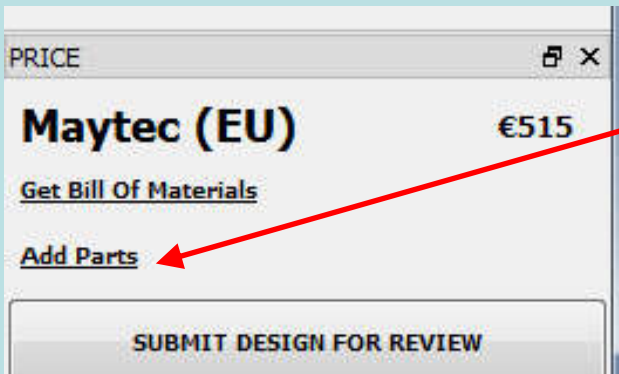 PRICE
Maytec (EU) €515
Get Bill Of Materials
Add Parts
SUBMIT DESIGN FOR REVIEW